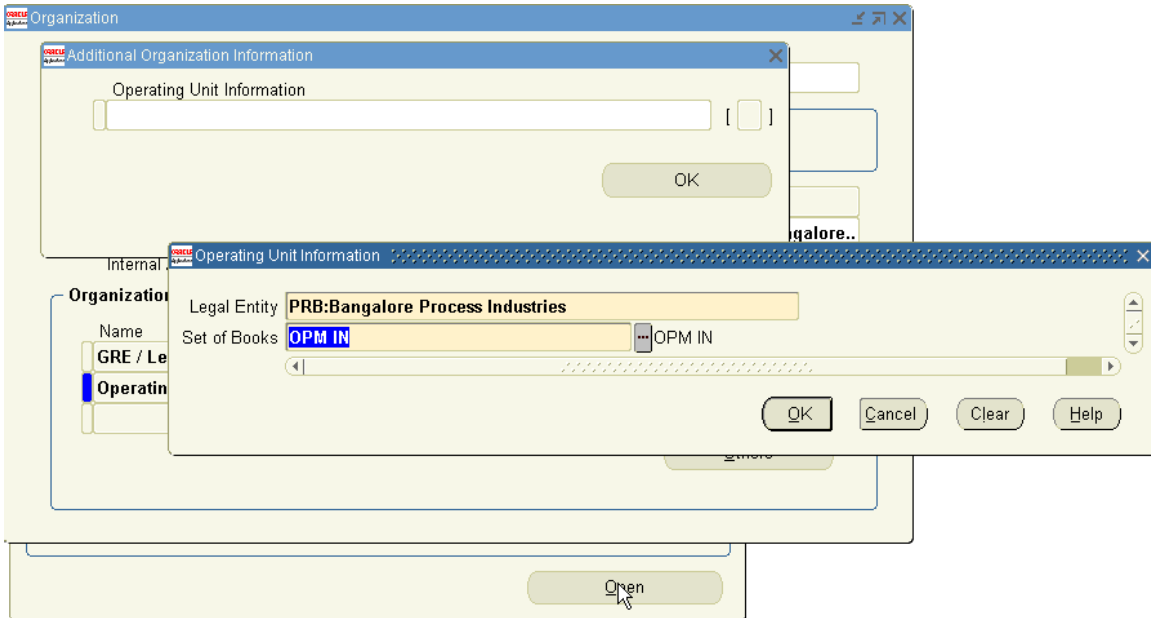 Organization
Additional Organization Information
Operating Unit Information
[ ]
OK
galore..
Internal
Operating Unit Information
Organization
Legal Entity PRB:Bangalore Process Industries
Set of Books OPM IN OPM IN
Name
GRE / Le
Operatin
OK Cancel Clear Help
Others
Open